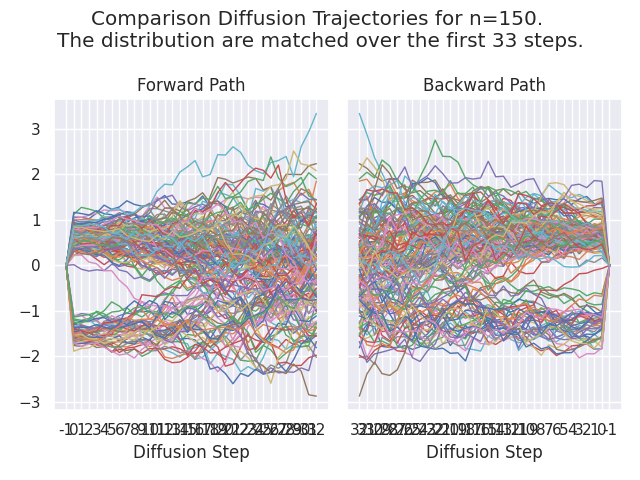 Comparison Diffusion Trajectories for n=150.
The distribution are matched over the first 33 steps.
Forward Path
Backward Path
3
2
1
0
−1
−2
−3
Diffusion Step
Diffusion Step